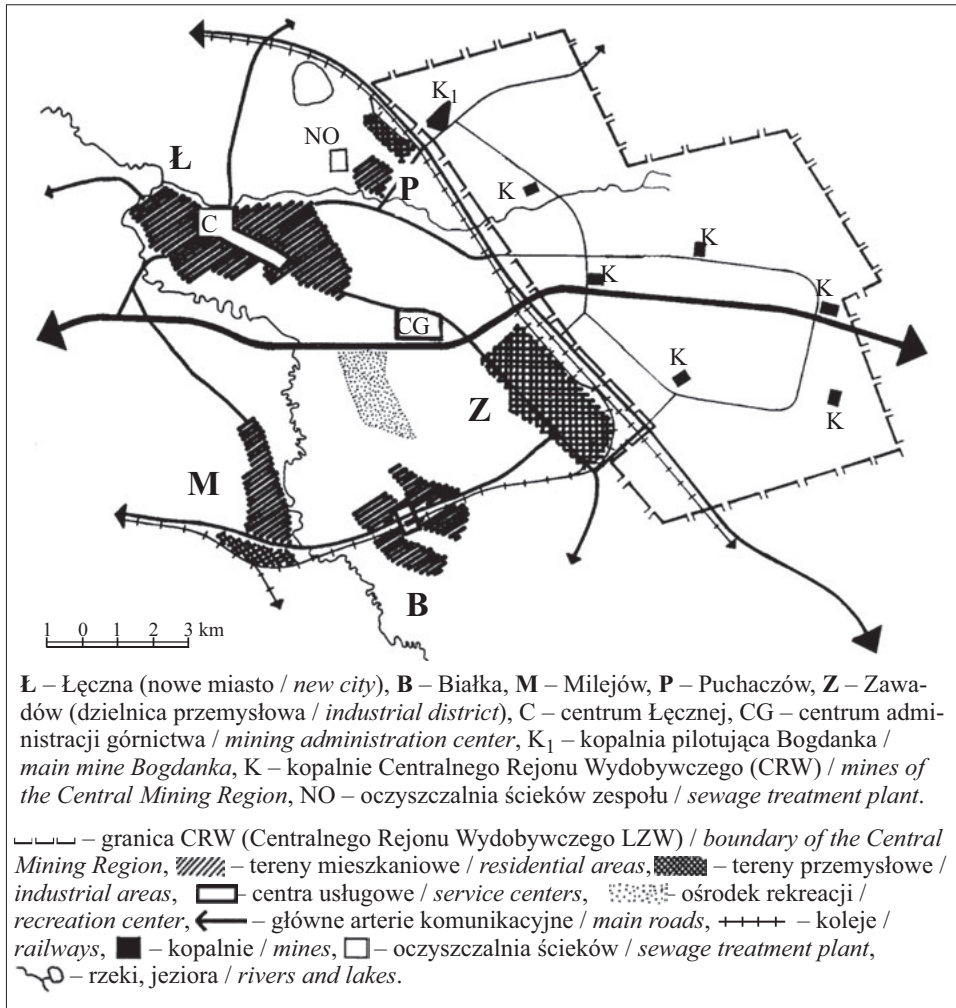 K₁
NO
Ł
P
K
C
K
K
K
CG
K
Z
K
M
B
1 0 1 2 3 km
Ł – Łęczna (nowe miasto / new city), B – Białka, M – Milejów, P – Puchaczów, Z – Zawa-
dów (dzielnica przemysłowa / industrial district), C – centrum Łęcznej, CG – centrum admi-
nistracji górnictwa / mining administration center, K₁ – kopalnia pilotująca Bogdanka /
main mine Bogdanka, K – kopalnie Centralnego Rejonu Wydobywczego (CRW) / mines of
the Central Mining Region, NO – oczyszczalnia ścieków zespołu / sewage treatment plant.
– granica CRW (Centralnego Rejonu Wydobywczego LZW) / boundary of the Central
Mining Region, – tereny mieszkaniowe / residential areas, – tereny przemysłowe /
industrial areas, – centra usługowe / service centers, – ośrodek rekreacji /
recreation center, – główne arterie komunikacyjne / main roads, – koleje /
railways, – kopalnie / mines, – oczyszczalnia ścieków / sewage treatment plant,
– rzeki, jeziora / rivers and lakes.